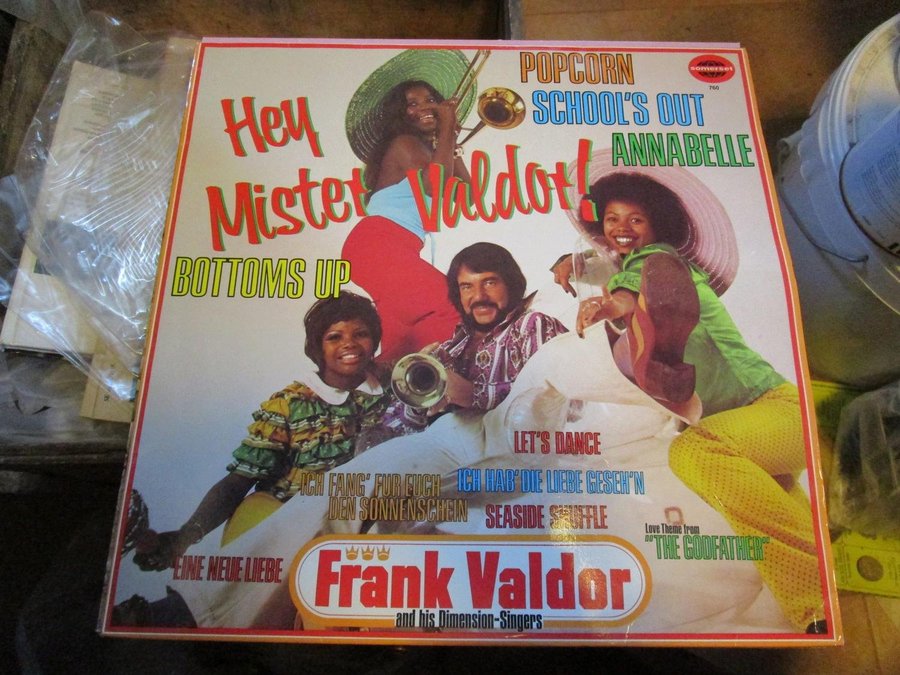 POPCORN
somerset
760
SCHOOL'S OUT
Hey
ANNABELLE
Mister Valdor!
BOTTOMS UP
LET'S DANCE
ICH FANG' FÜR EUCH
DEN SONNENSCHEIN
ICH HAB' DIE LIEBE GESEH'N
SEASIDE SHUFFLE
Love Theme from
"THE GODFATHER"
EINE NEUE LIEBE
Frank Valdor
and his Dimension-Singers